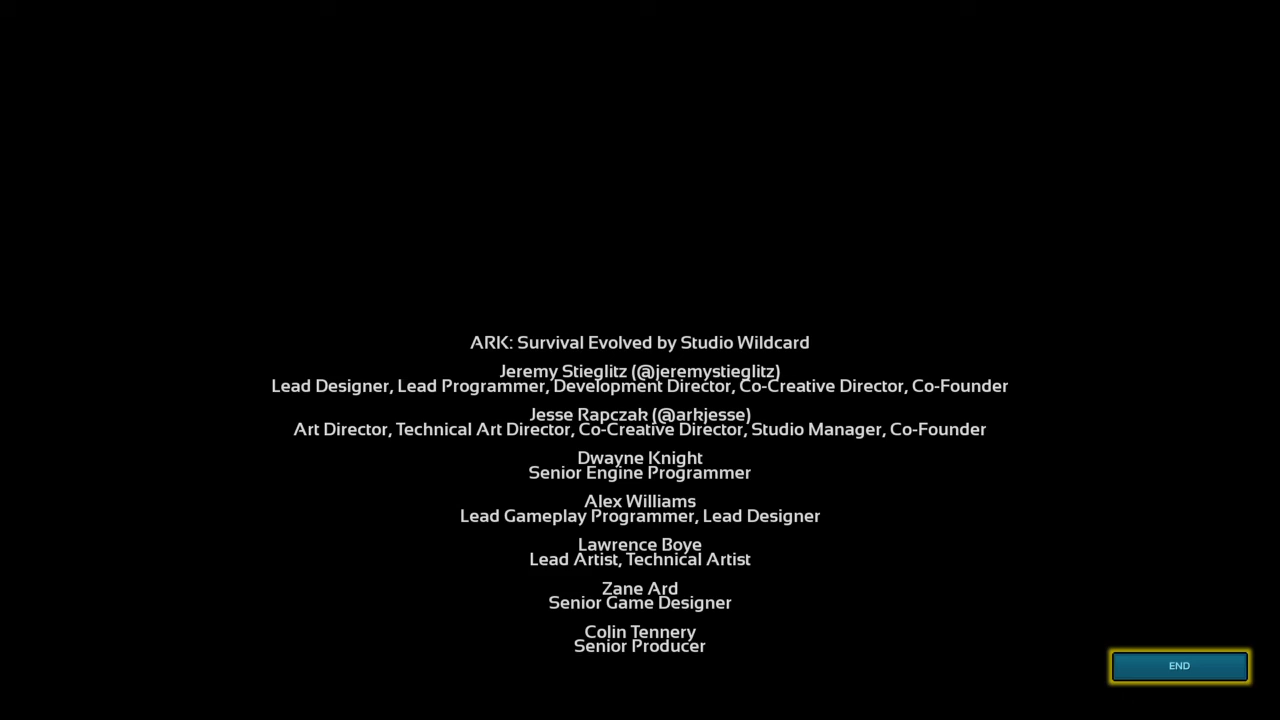 ARK: Survival Evolved by Studio Wildcard
Jeremy Stieglitz (@jeremystieglitz)
Lead Designer, Lead Programmer, Development Director, Co-Creative Director, Co-Founder
Jesse Rapczak (@arkjesse)
Art Director, Technical Art Director, Co-Creative Director, Studio Manager, Co-Founder
Dwayne Knight
Senior Engine Programmer
Alex Williams
Lead Gameplay Programmer, Lead Designer
Lawrence Boye
Lead Artist, Technical Artist
Zane Ard
Senior Game Designer
Colin Tennery
Senior Producer
END